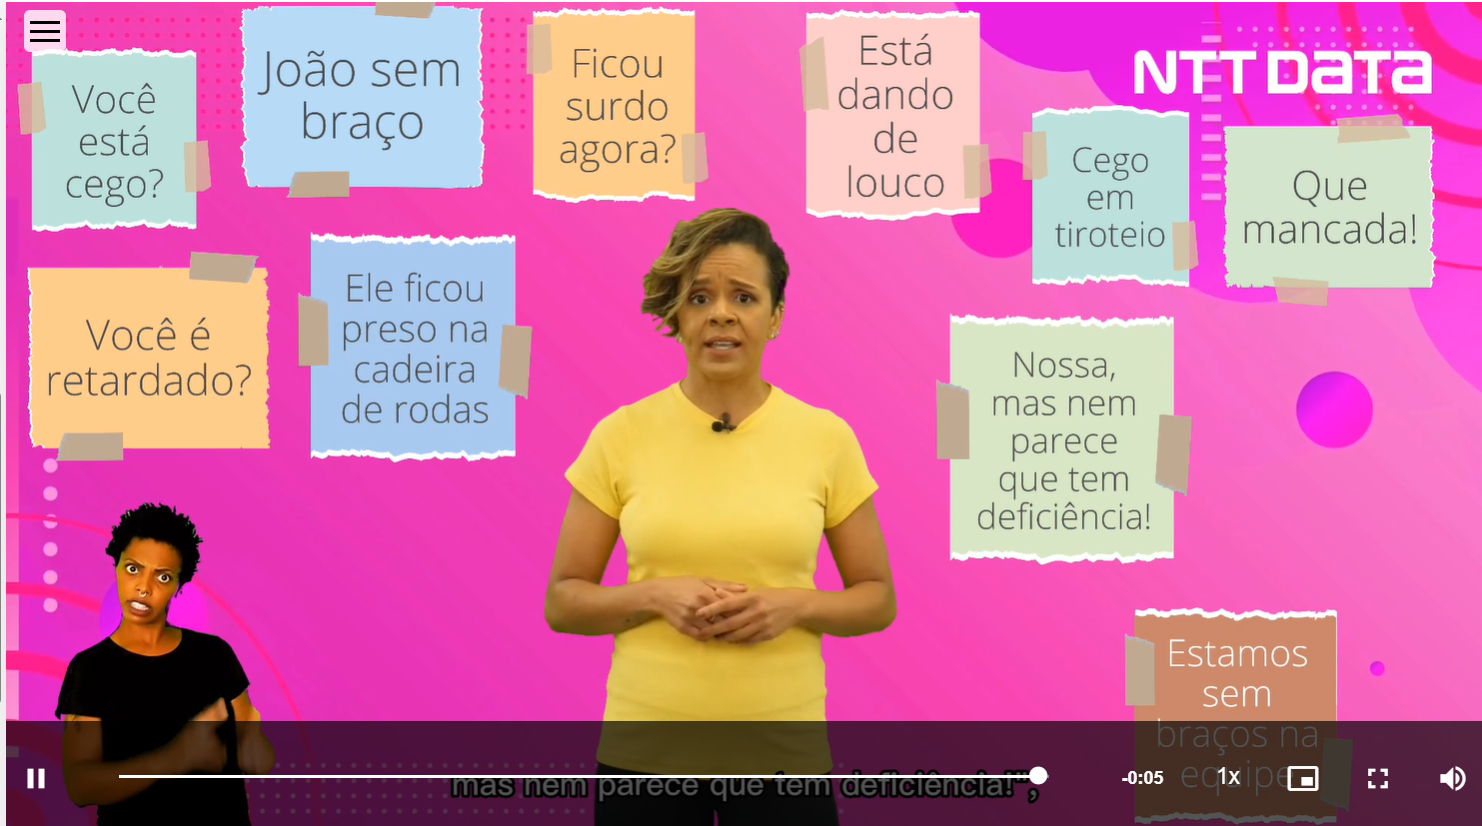 Você
está
cego?
João sem
braço
Ficou
surdo
agora?
Está
dando
de
louco
NTT DATA
Cego
em
tiroteio
Que
mancada!
Você é
retardado?
Ele ficou
preso na
cadeira
de rodas
Nossa,
mas nem
parece
que tem
deficiência!
Estamos
sem
braços na
equipe
mas nem parece que tem deficiência!",
-0:05
1x